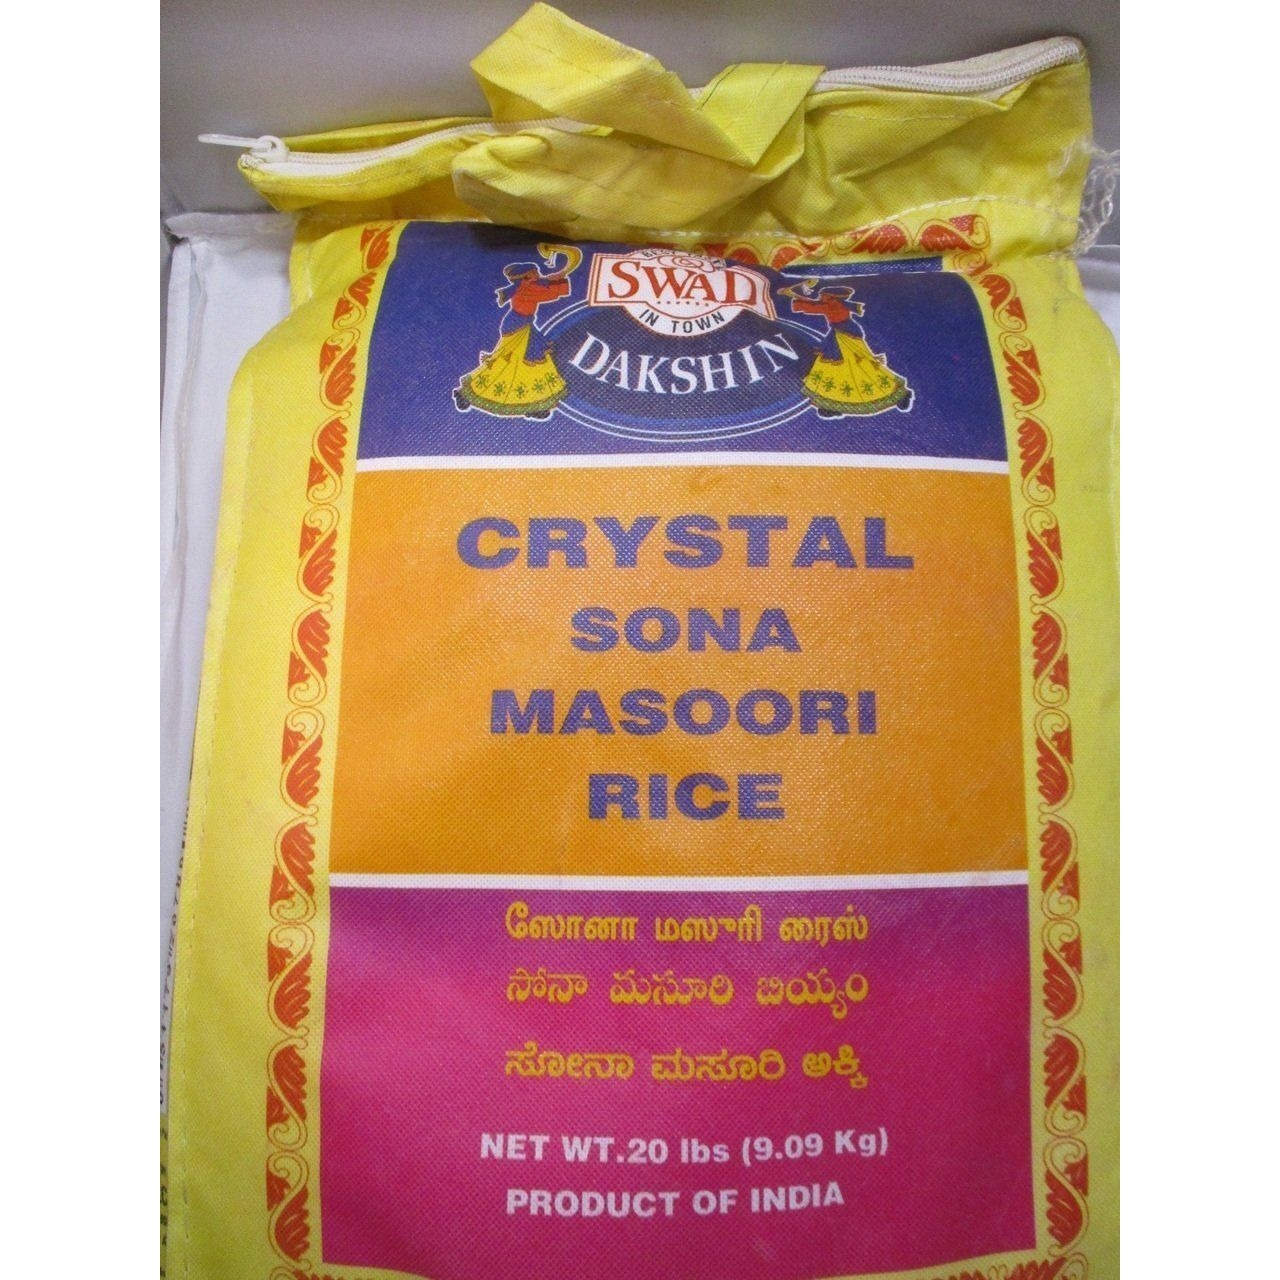 SWAD
IN TOWN
DAKSHIN
CRYSTAL
SONA
MASOORI
RICE
ஸோனா மஸுரி ரைஸ்
సోనా మసూరి బియ్యం
ಸೋನಾ ಮಸೂರಿ ಅಕ್ಕಿ
NET WT.20 lbs (9.09 Kg)
PRODUCT OF INDIA